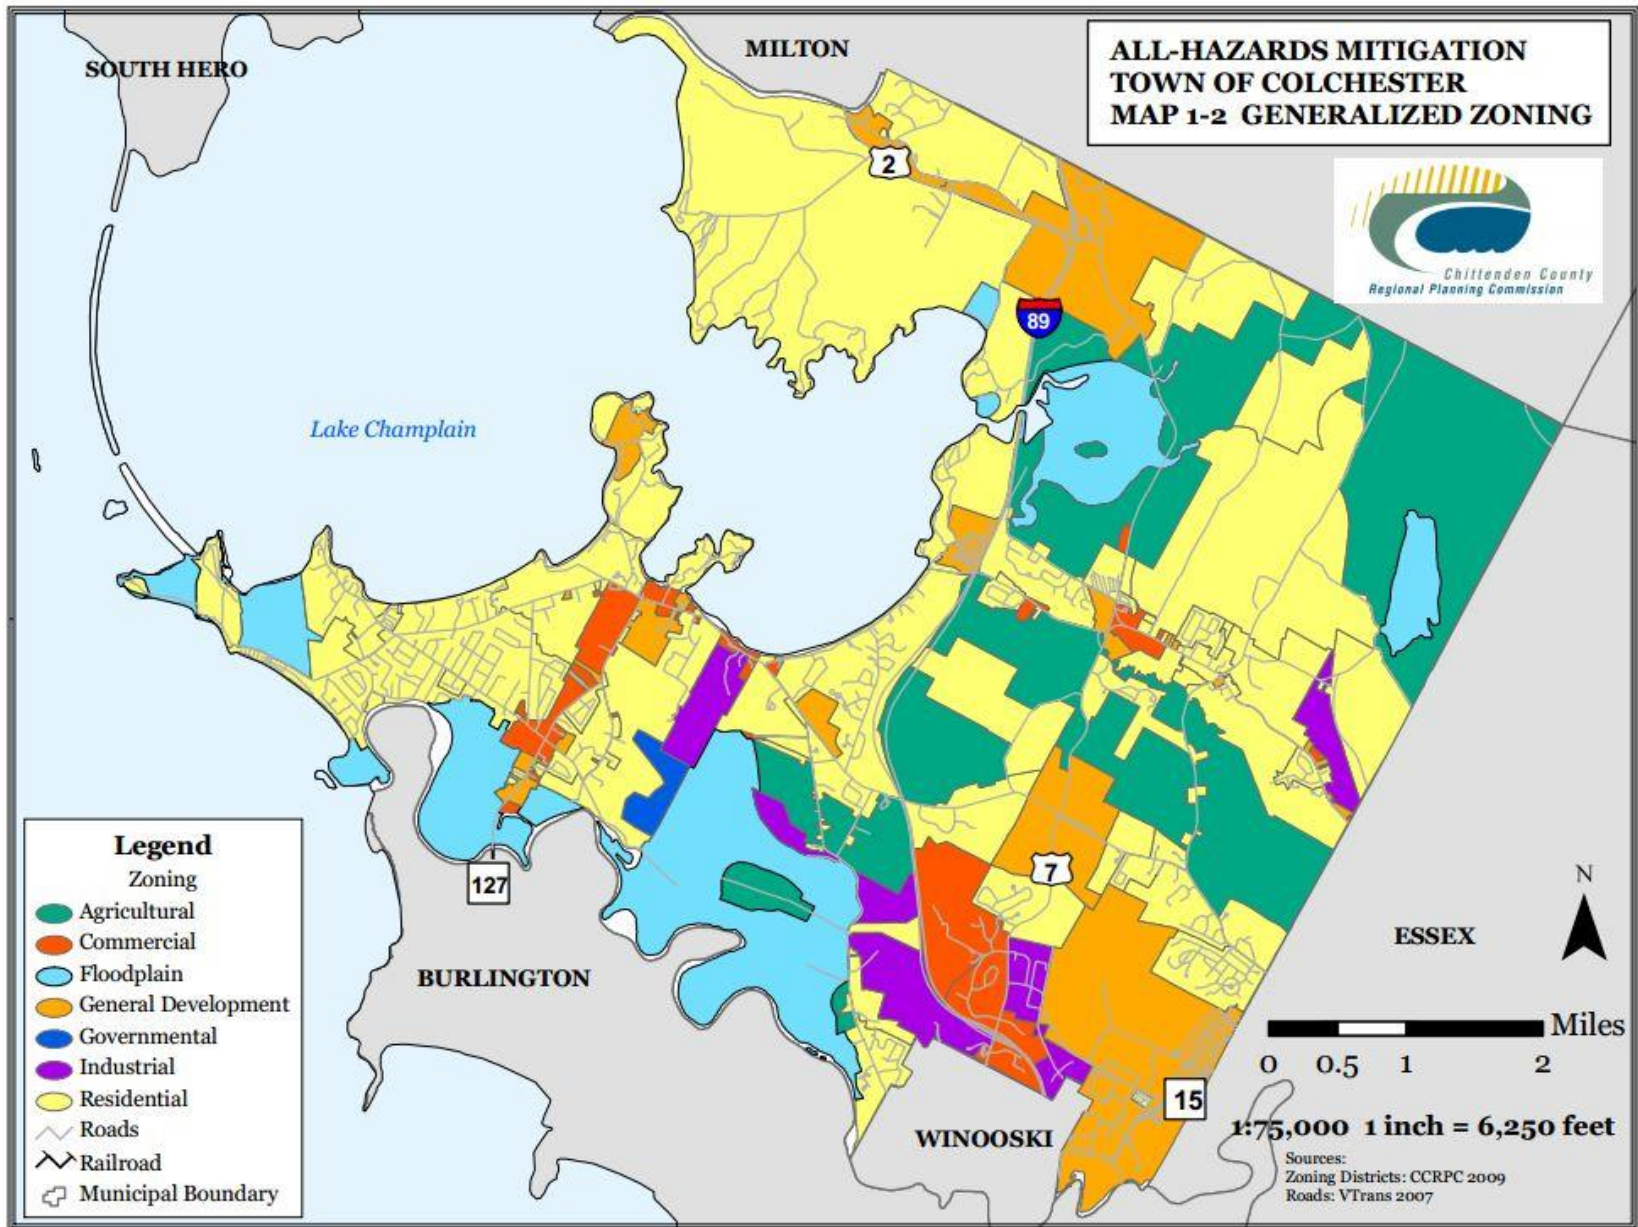 SOUTH HERO
MILTON
ALL-HAZARDS MITIGATION
TOWN OF COLCHESTER
MAP 1-2 GENERALIZED ZONING
2
Chittenden County
Regional Planning Commission
89
Lake Champlain
Legend
Zoning
Agricultural
Commercial
Floodplain
General Development
Governmental
Industrial
Residential
Roads
Railroad
Municipal Boundary
127
7
BURLINGTON
ESSEX
N
Miles
0 0.5 1 2
15
WINOOSKI
1:75,000 1 inch = 6,250 feet
Sources:
Zoning Districts: CCRPC 2009
Roads: VTrans 2007